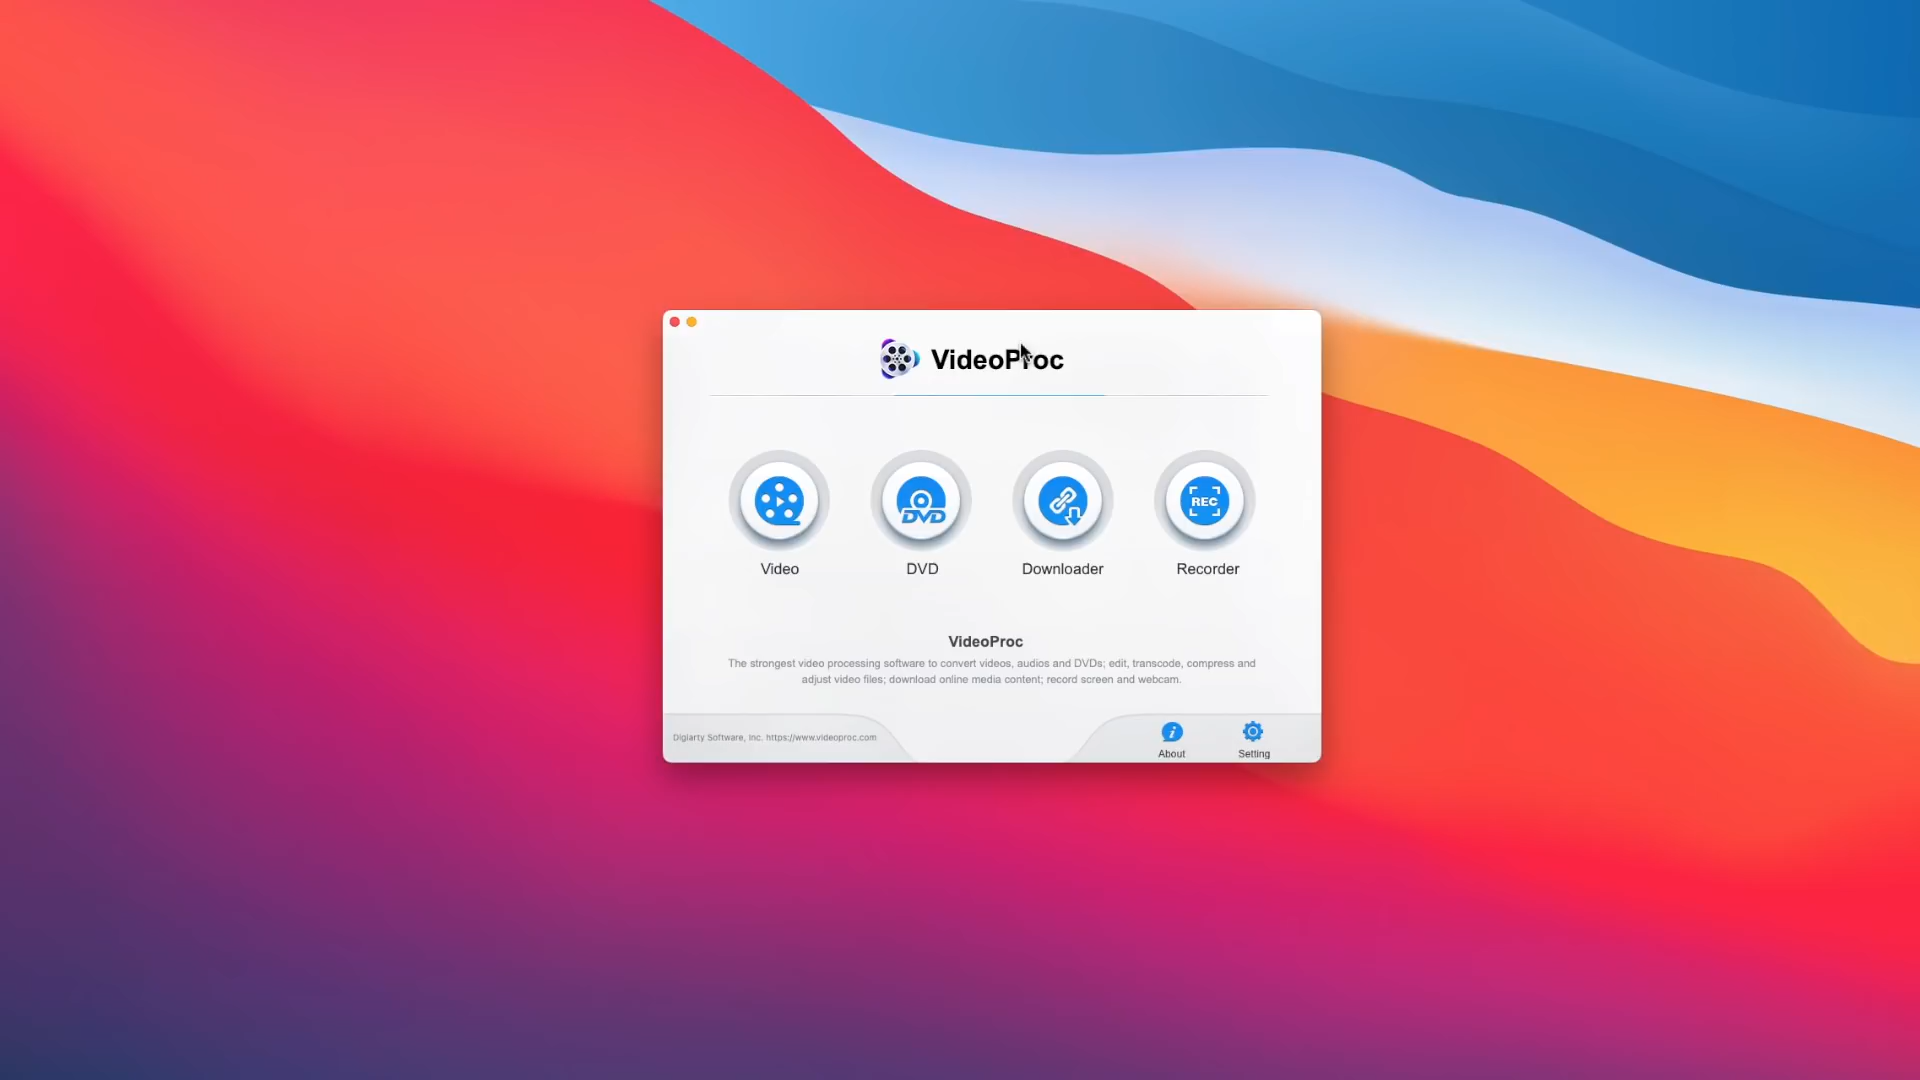 VideoProc
DVD
REC
Video
DVD
Downloader
Recorder
VideoProc
The strongest video processing software to convert videos, audios and DVDs; edit, transcode, compress and
adjust video files; download online media content; record screen and webcam.
Digiarty Software, Inc. https://www.videoproc.com
About
Setting